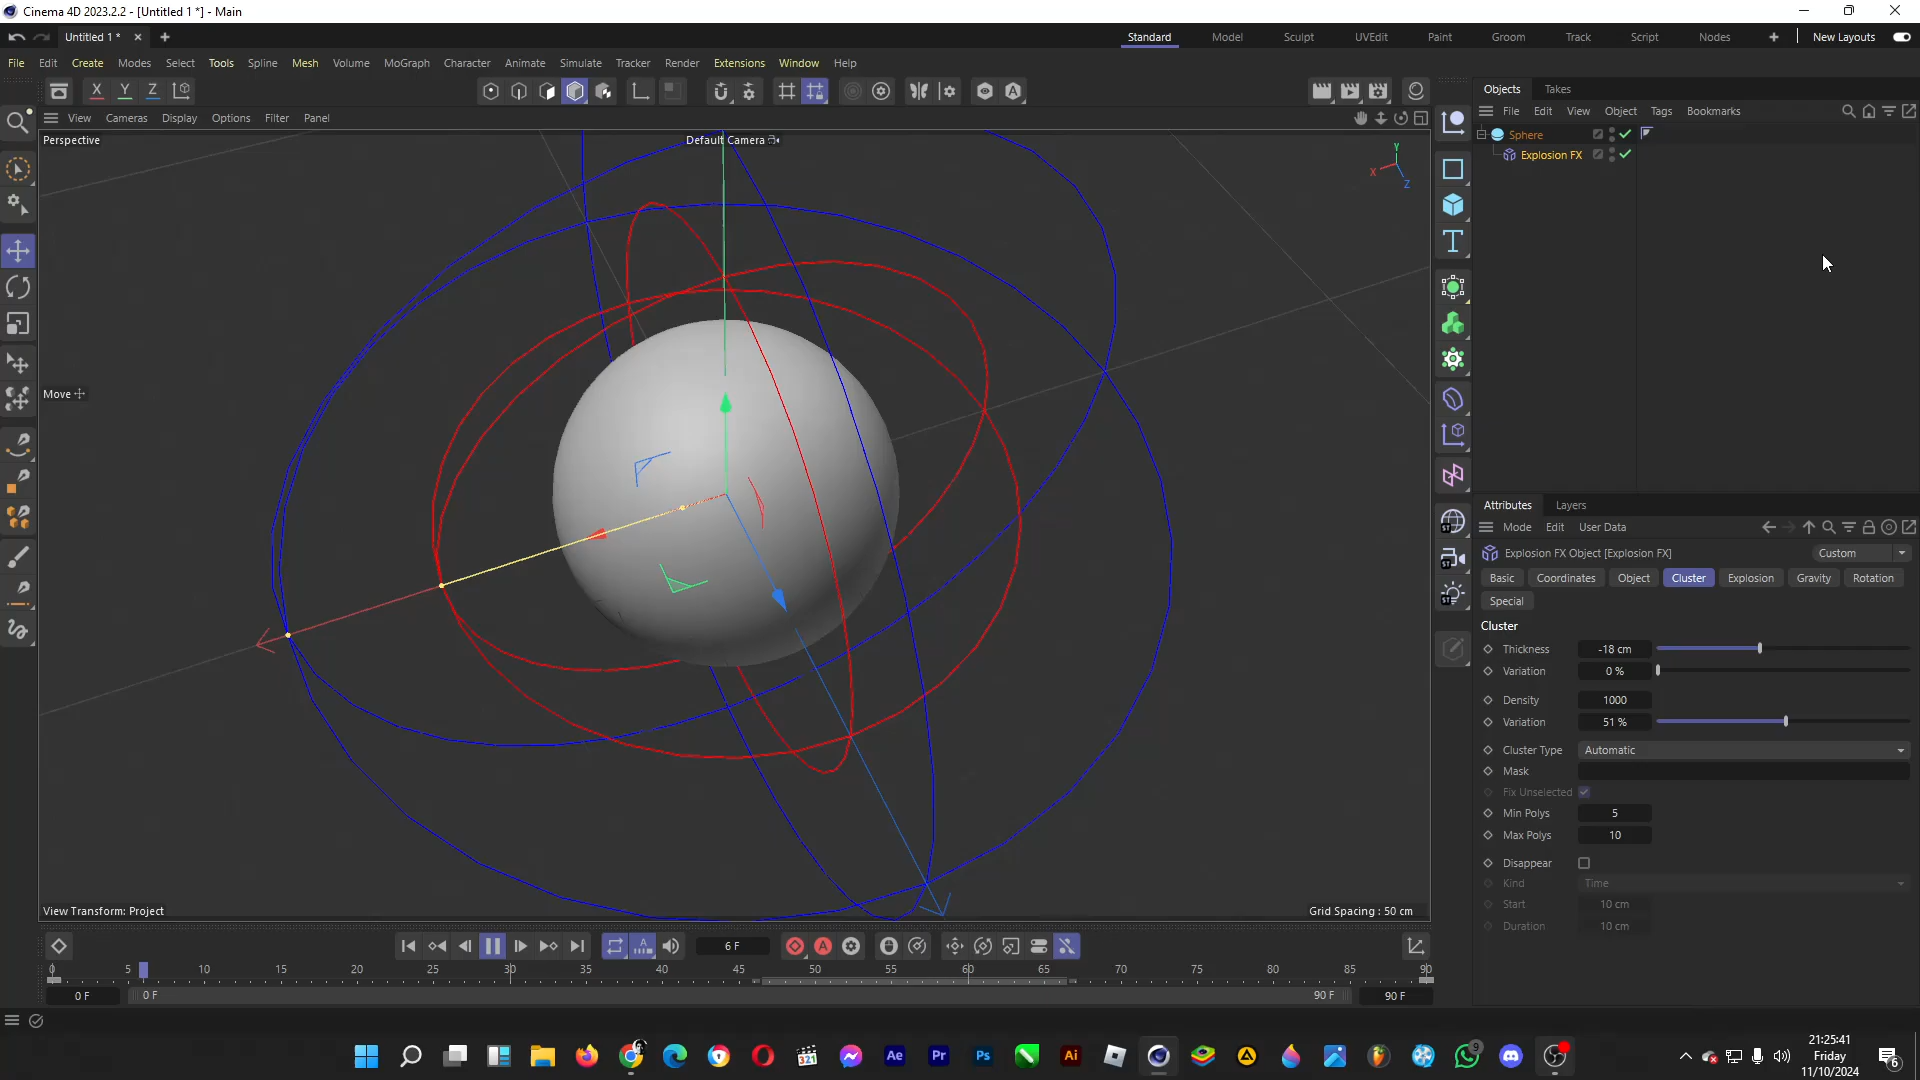 Cinema 4D 2023.2.2 - [Untitled 1 *] - Main
Untitled 1 *
Standard Model Sculpt UVEdit Paint Groom Track Script Nodes New Layouts
File Edit Create Modes Select Tools Spline Mesh Volume MoGraph Character Animate Simulate Tracker Render Extensions Window Help
X Y Z
View Cameras Display Options Filter Panel
Perspective
Default Camera
Y
X
Z
Move
View Transform: Project
Grid Spacing : 50 cm
Objects Takes
File Edit View Object Tags Bookmarks
Sphere
Explosion FX
Attributes Layers
Mode Edit User Data
Explosion FX Object [Explosion FX] Custom
Basic Coordinates Object Cluster Explosion Gravity Rotation
Special
Cluster
Thickness -18 cm
Variation 0 %
Density 1000
Variation 51 %
Cluster Type Automatic
Mask
Fix Unselected
Min Polys 5
Max Polys 10
Disappear
Kind Time
Start 10 cm
Duration 10 cm
6 F
0 5 10 15 20 25 30 35 40 45 50 55 60 65 70 75 80 85 90
0 F 0 F 90 F 90 F
21:25:41
Friday
11/10/2024
321 Ae Pr Ps Ai 9 6